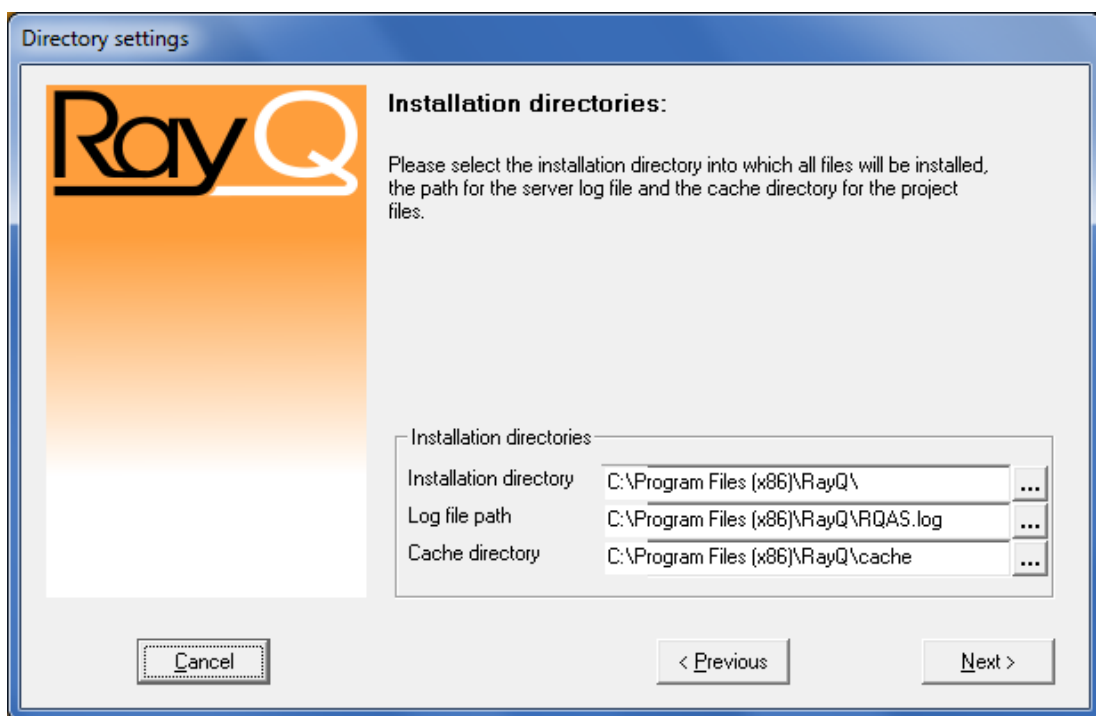 Directory settings
RayQ
Installation directories:
Please select the installation directory into which all files will be installed,
the path for the server log file and the cache directory for the project
files.
Installation directories
Installation directory C:\Program Files (x86)\RayQ\ ...
Log file path C:\Program Files (x86)\RayQ\RQAS.log ...
Cache directory C:\Program Files (x86)\RayQ\cache ...
Cancel < Previous Next >